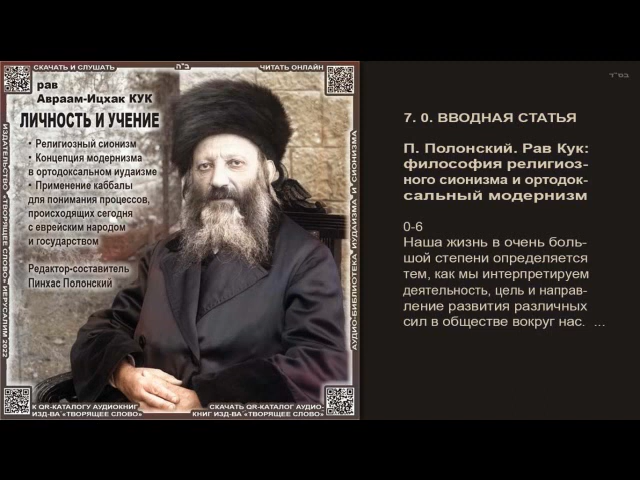 СКАЧАТЬ И СЛУШАТЬ
ב"ה
ЧИТАТЬ ОНЛАЙН
рав
Авраам-Ицхак КУК
ЛИЧНОСТЬ И УЧЕНИЕ
• Религиозный сионизм
• Концепция модернизма
в ортодоксальном иудаизме
• Применение каббалы
для понимания процессов,
происходящих сегодня
с еврейским народом
и государством
Редактор-составитель
Пинхас Полонский
ИЗДАТЕЛЬСТВО «ТВОРЯЩЕЕ СЛОВО» ИЕРУСАЛИМ 2022
АУДИО-БИБЛИОТЕКА ИУДАИЗМА И СИОНИЗМА
К QR-КАТАЛОГУ АУДИОКНИГ
ИЗД-ВА «ТВОРЯЩЕЕ СЛОВО»
СКАЧАТЬ QR-КАТАЛОГ АУДИО-
КНИГ ИЗД-ВА «ТВОРЯЩЕЕ СЛОВО»
בס"ד
7. 0. ВВОДНАЯ СТАТЬЯ
П. Полонский. Рав Кук:
философия религиоз-
ного сионизма и ортодок-
сальный модернизм
0-6
Наша жизнь в очень боль-
шой степени определяется
тем, как мы интерпретируем
деятельность, цель и направ-
ление развития различных
сил в обществе вокруг нас. ...